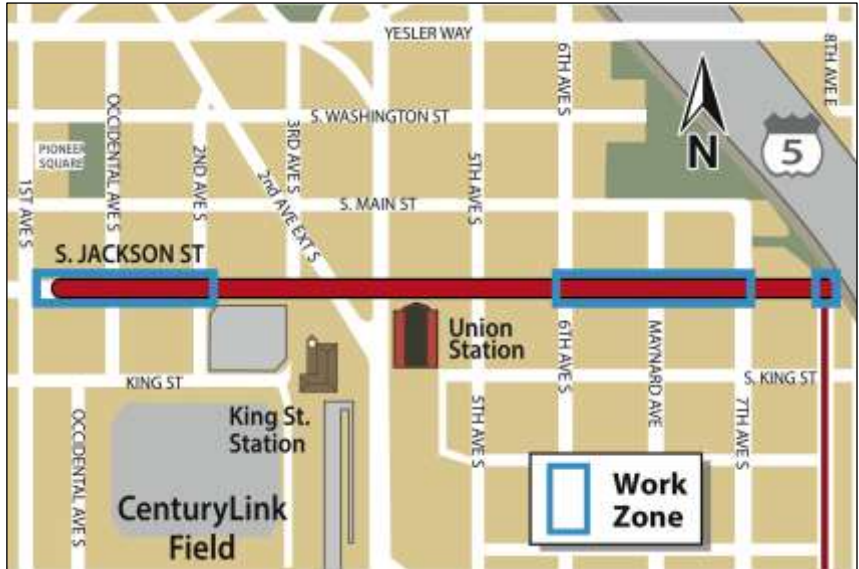 YESLER WAY
8TH AVE E
6TH AVE S
OCCIDENTAL AVE S
S. WASHINGTON ST
3RD AVE S
N
5
PIONEER
SQUARE
2ND AVE S
5TH AVE S
2nd AVE EXT S
1ST AVE S
S. MAIN ST
S. JACKSON ST
Union
Station
6TH AVE S
MAYNARD AVE
KING ST
S. KING ST
King St.
Station
OCCIDENTAL AVE S
5TH AVE S
7TH AVE S
CenturyLink
Field
Work
Zone